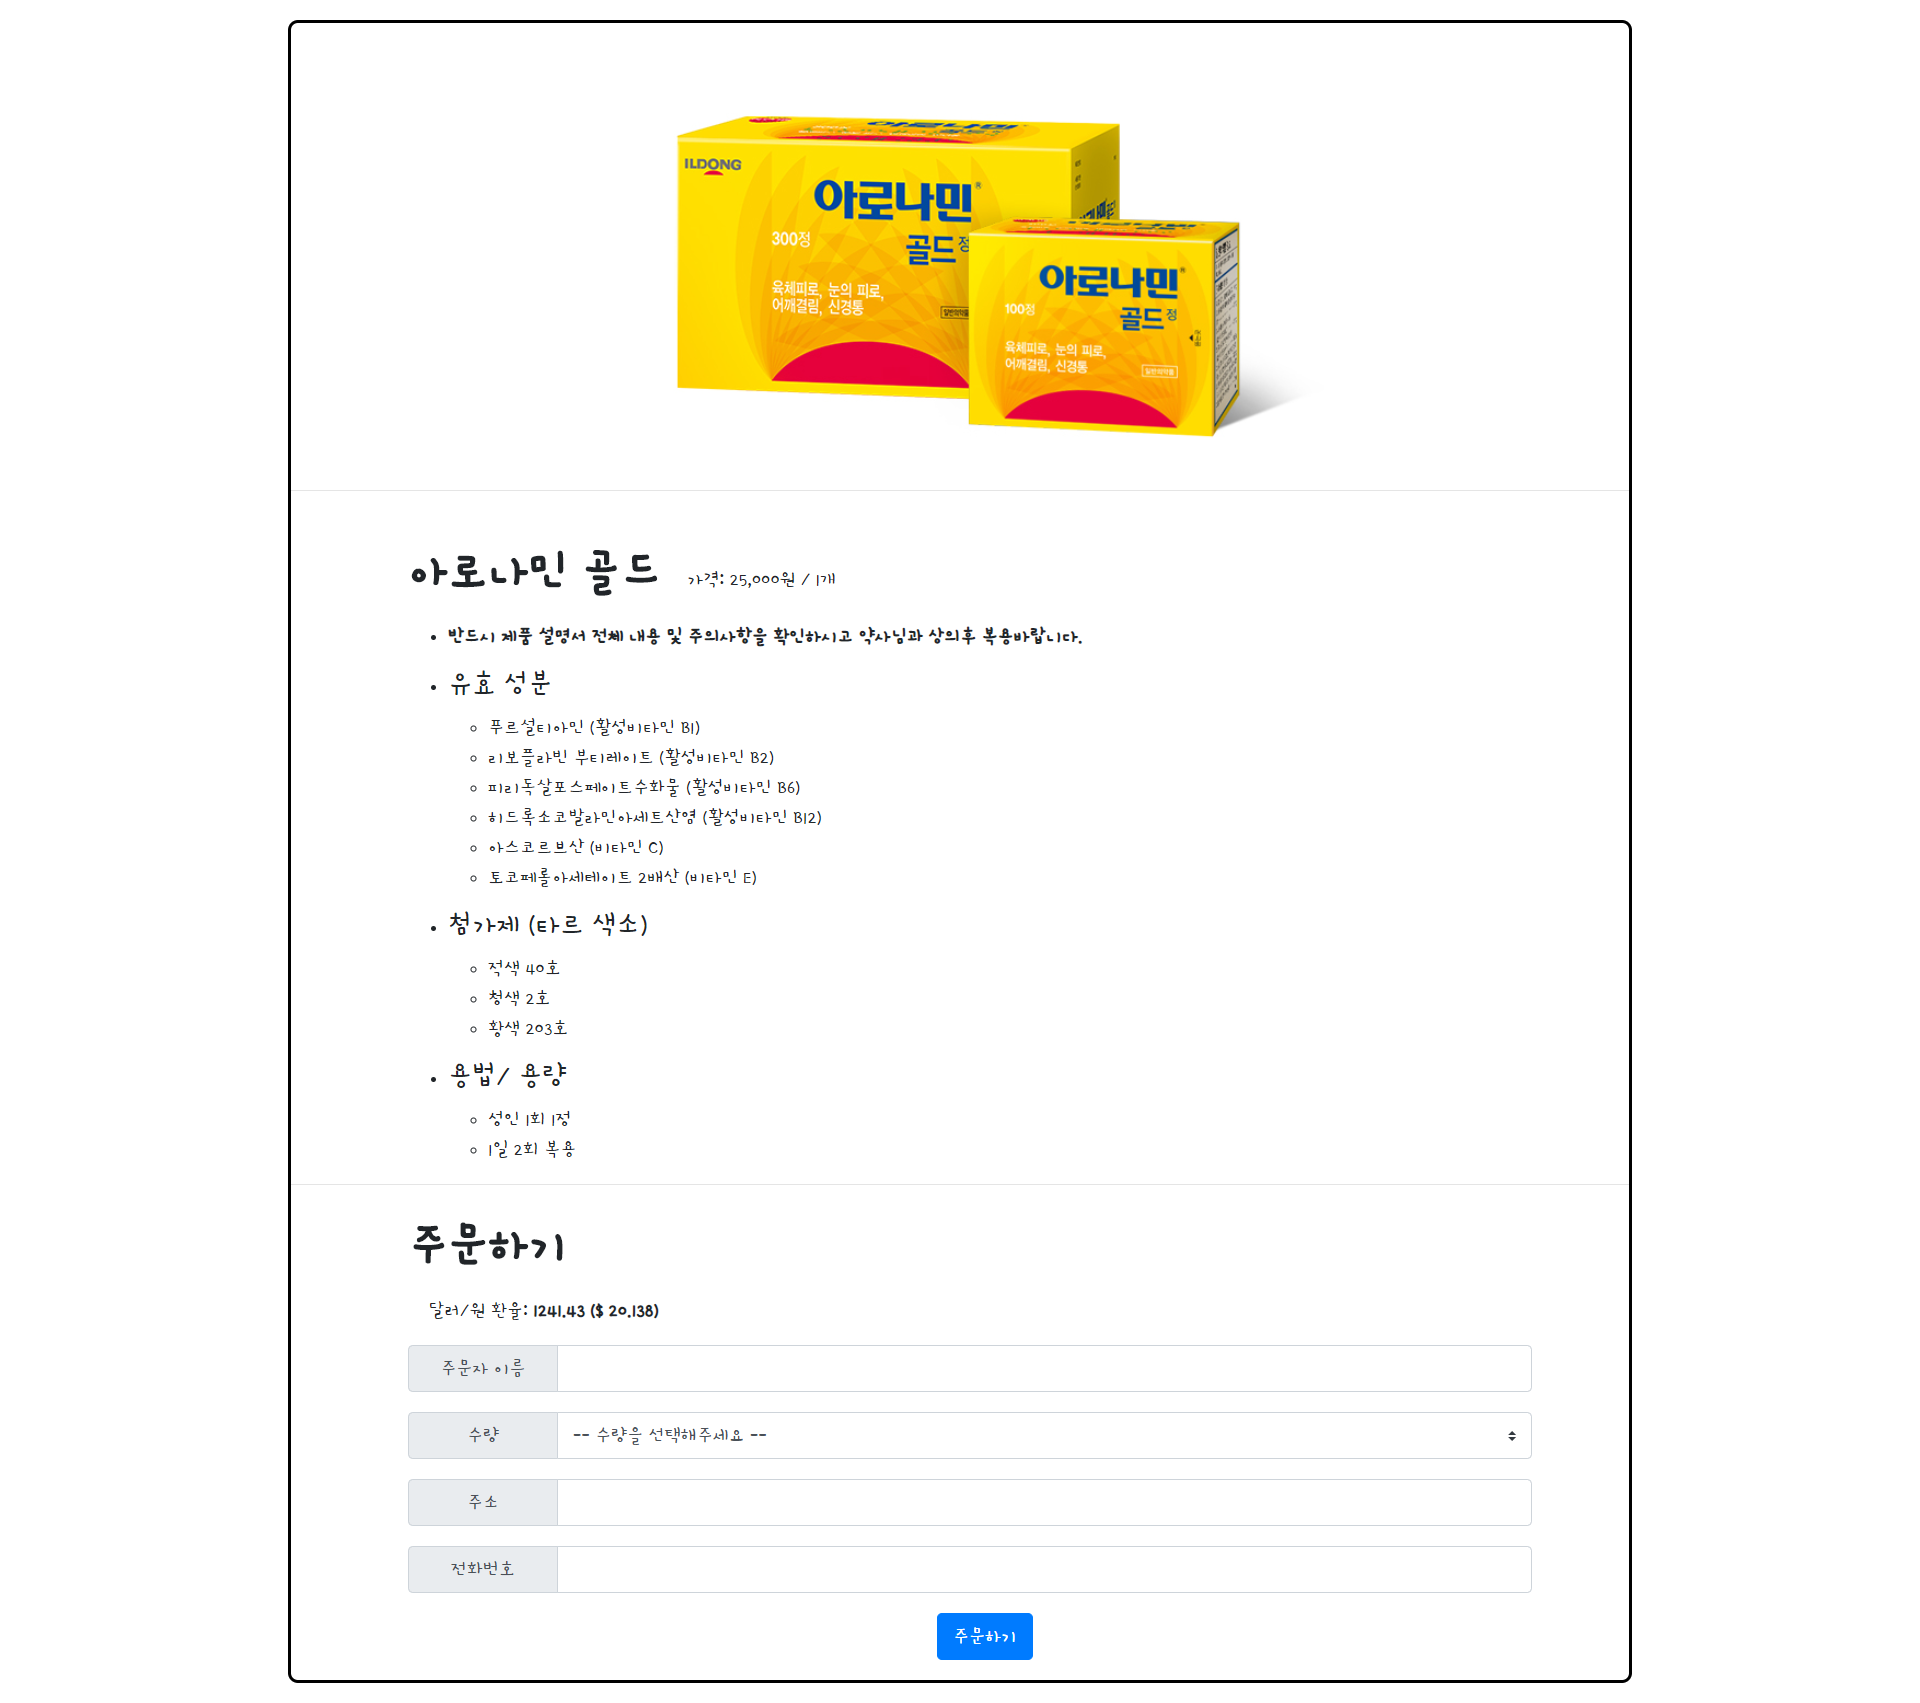 ILDONG
아로나민®
300정
골드 정
육체피로, 눈의 피로,
어깨결림, 신경통
일반의약품
아로나민®
100정
골드 정
육체피로, 눈의 피로,
어깨결림, 신경통
일반의약품
아로나민 골드 가격: 25,000원 / 1개
반드시 제품 설명서 전체 내용 및 주의사항을 확인하시고 약사님과 상의후 복용바랍니다.
유효 성분
푸르설티아민 (활성비타민 B1)
리보플라빈 부티레이트 (활성비타민 B2)
피리독살포스페이트수화물 (활성비타민 B6)
히드록소코발라민아세트산염 (활성비타민 B12)
아스코르브산 (비타민 C)
토코페롤아세테이트 2배산 (비타민 E)
첨가제 (타르 색소)
적색 40호
청색 2호
황색 203호
용법/ 용량
성인 1회 1정
1일 2회 복용
주문하기
달러/원 환율: 1241.43 ($ 20.138)
주문자 이름
수량 -- 수량을 선택해주세요 --
주소
전화번호
주문하기